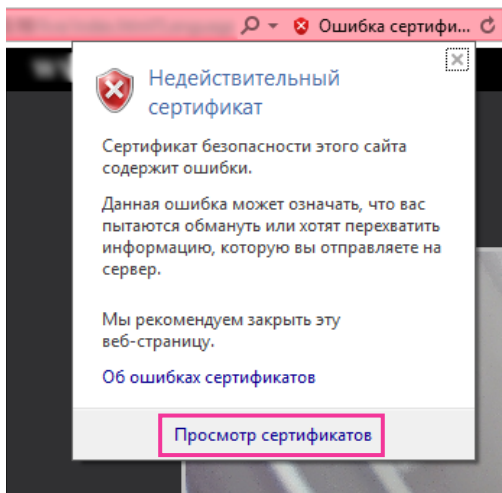 Ошибка сертифи...
Недействительный
сертификат
Сертификат безопасности этого сайта
содержит ошибки.
Данная ошибка может означать, что вас
пытаются обмануть или хотят перехватить
информацию, которую вы отправляете на
сервер.
Мы рекомендуем закрыть эту
веб-страницу.
Об ошибках сертификатов
Просмотр сертификатов